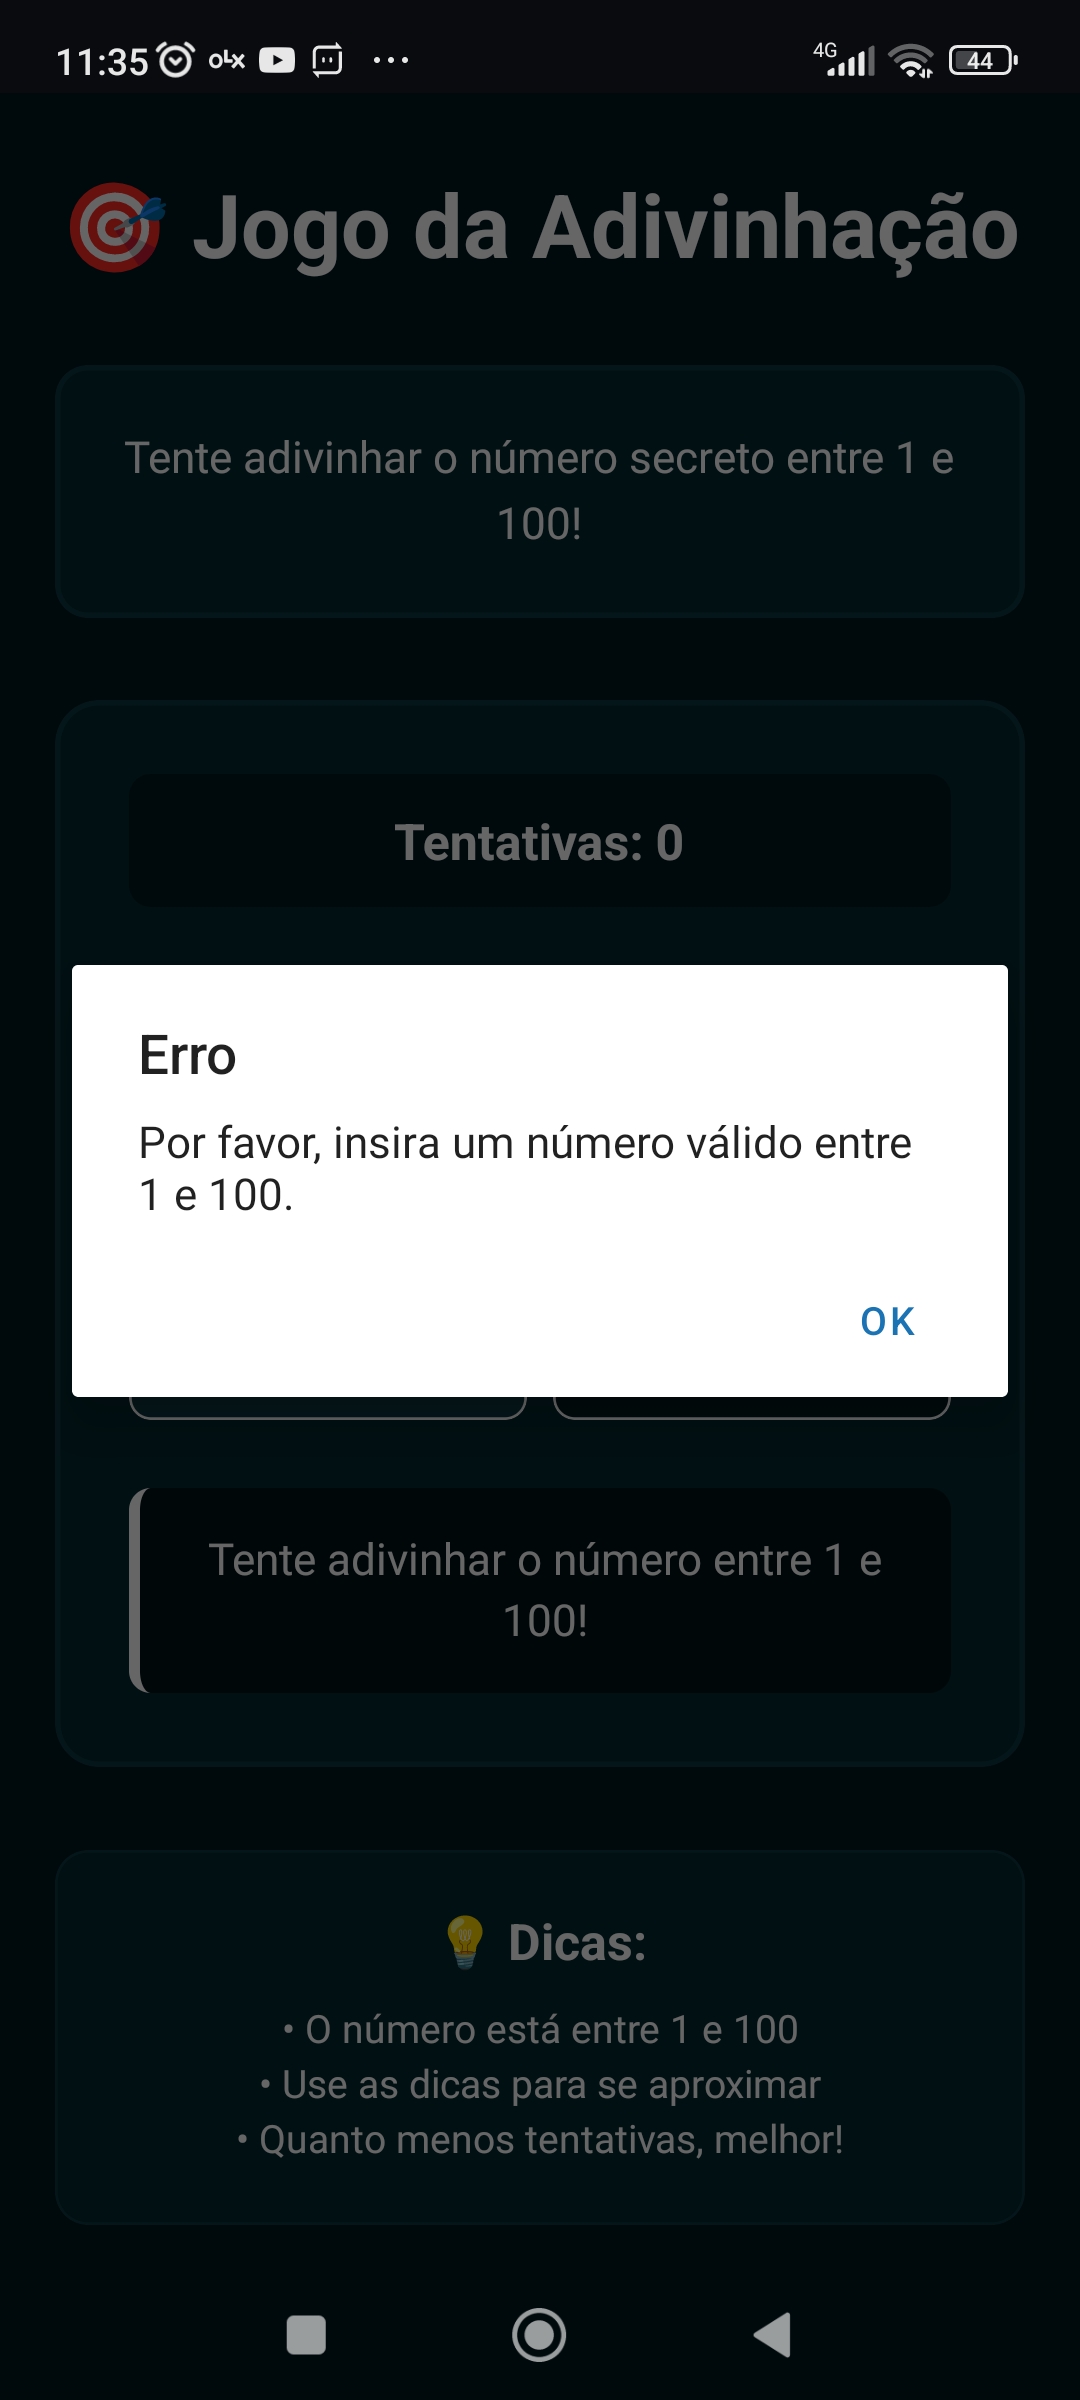 11:35 olx 4G 44
Jogo da Adivinhação
Tente adivinhar o número secreto entre 1 e
100!
Tentativas: 0
Erro
Por favor, insira um número válido entre
1 e 100.
OK
Tente adivinhar o número entre 1 e
100!
Dicas:
• O número está entre 1 e 100
• Use as dicas para se aproximar
• Quanto menos tentativas, melhor!